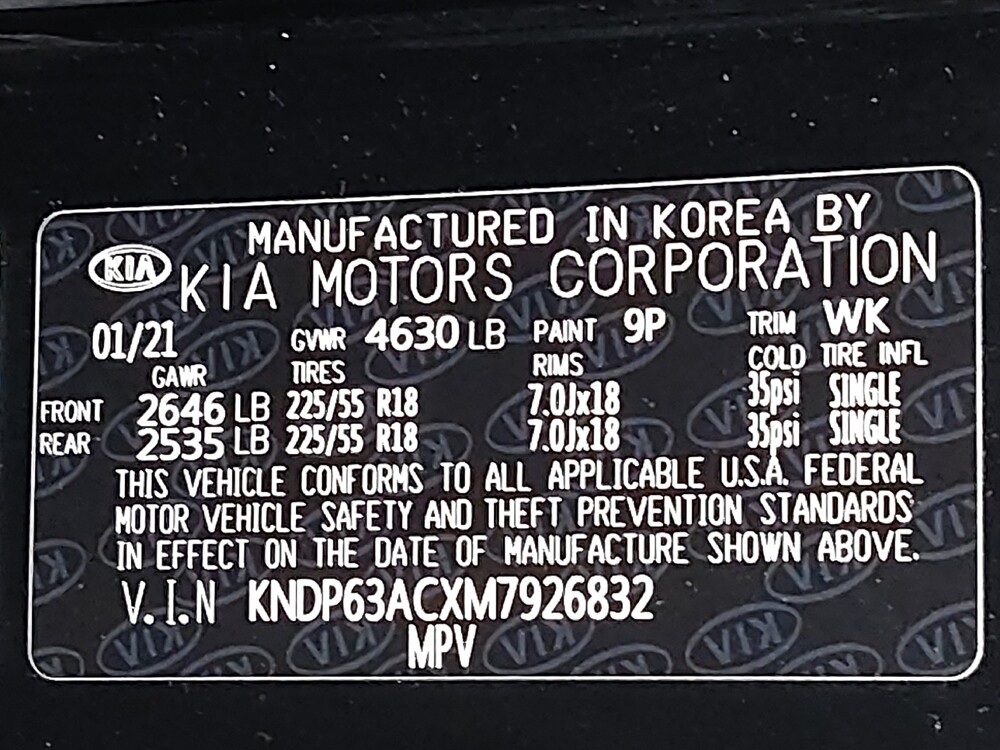 MANUFACTURED IN KOREA BY
KIA KIA MOTORS CORPORATION
01/21 GVWR 4630 LB PAINT 9P TRIM WK
GAWR TIRES RIMS COLD TIRE INFL
FRONT 2646 LB 225/55 R18 7.0Jx18 35psi SINGLE
REAR 2535 LB 225/55 R18 7.0Jx18 35psi SINGLE
THIS VEHICLE CONFORMS TO ALL APPLICABLE U.S.A. FEDERAL
MOTOR VEHICLE SAFETY AND THEFT PREVENTION STANDARDS
IN EFFECT ON THE DATE OF MANUFACTURE SHOWN ABOVE.
V.I.N KNDP63ACXM7926832
MPV